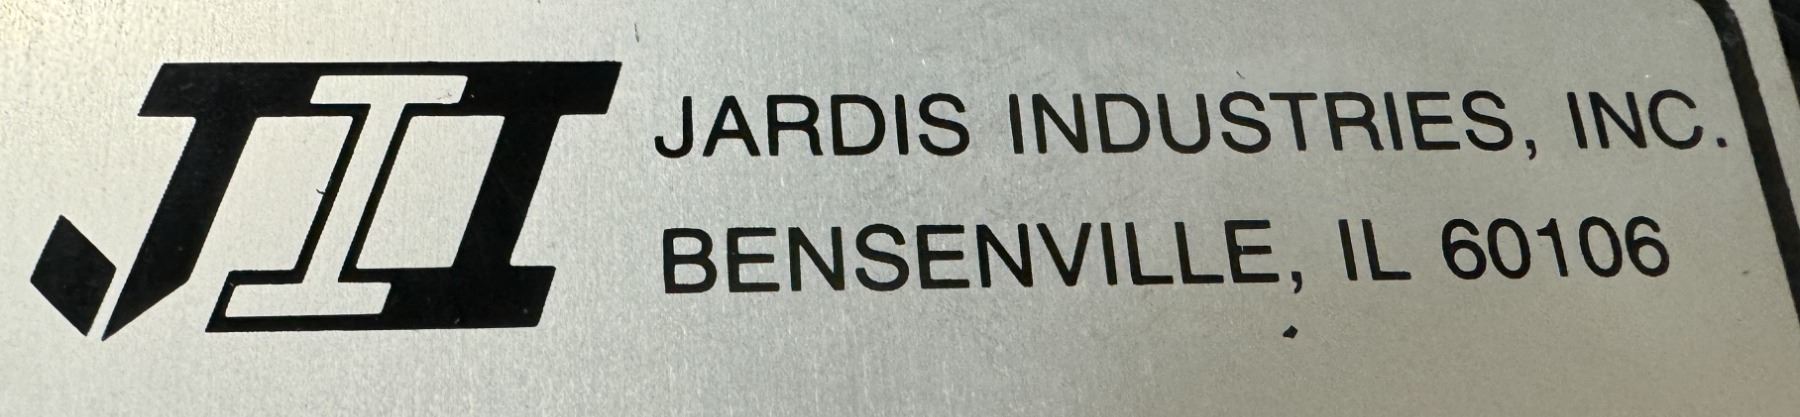 JII
JARDIS INDUSTRIES, INC.
BENSENVILLE, IL 60106